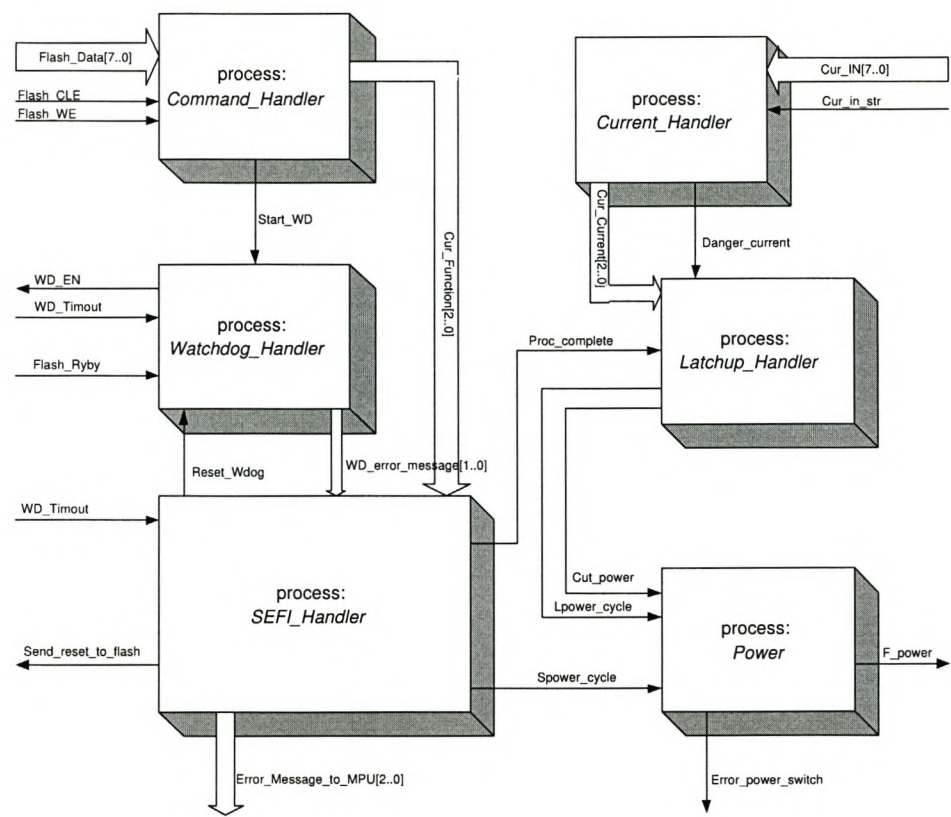 Flash_Data[7..0]
process:
Command_Handler
Flash_CLE
Flash_WE
process:
Current_Handler
Cur_IN[7..0]
Cur_in_str
Start_WD
Cur_Function[2..0]
Cur_Current[2..0]
Danger_current
WD_EN
WD_Timout
Flash_Ryby
process:
Watchdog_Handler
Proc_complete
process:
Latchup_Handler
Reset_Wdog
WD_error_message[1..0]
WD_Timout
process:
SEFI_Handler
Send_reset_to_flash
Cut_power
Lpower_cycle
Spower_cycle
process:
Power
F_power
Error_Message_to_MPU[2..0]
Error_power_switch